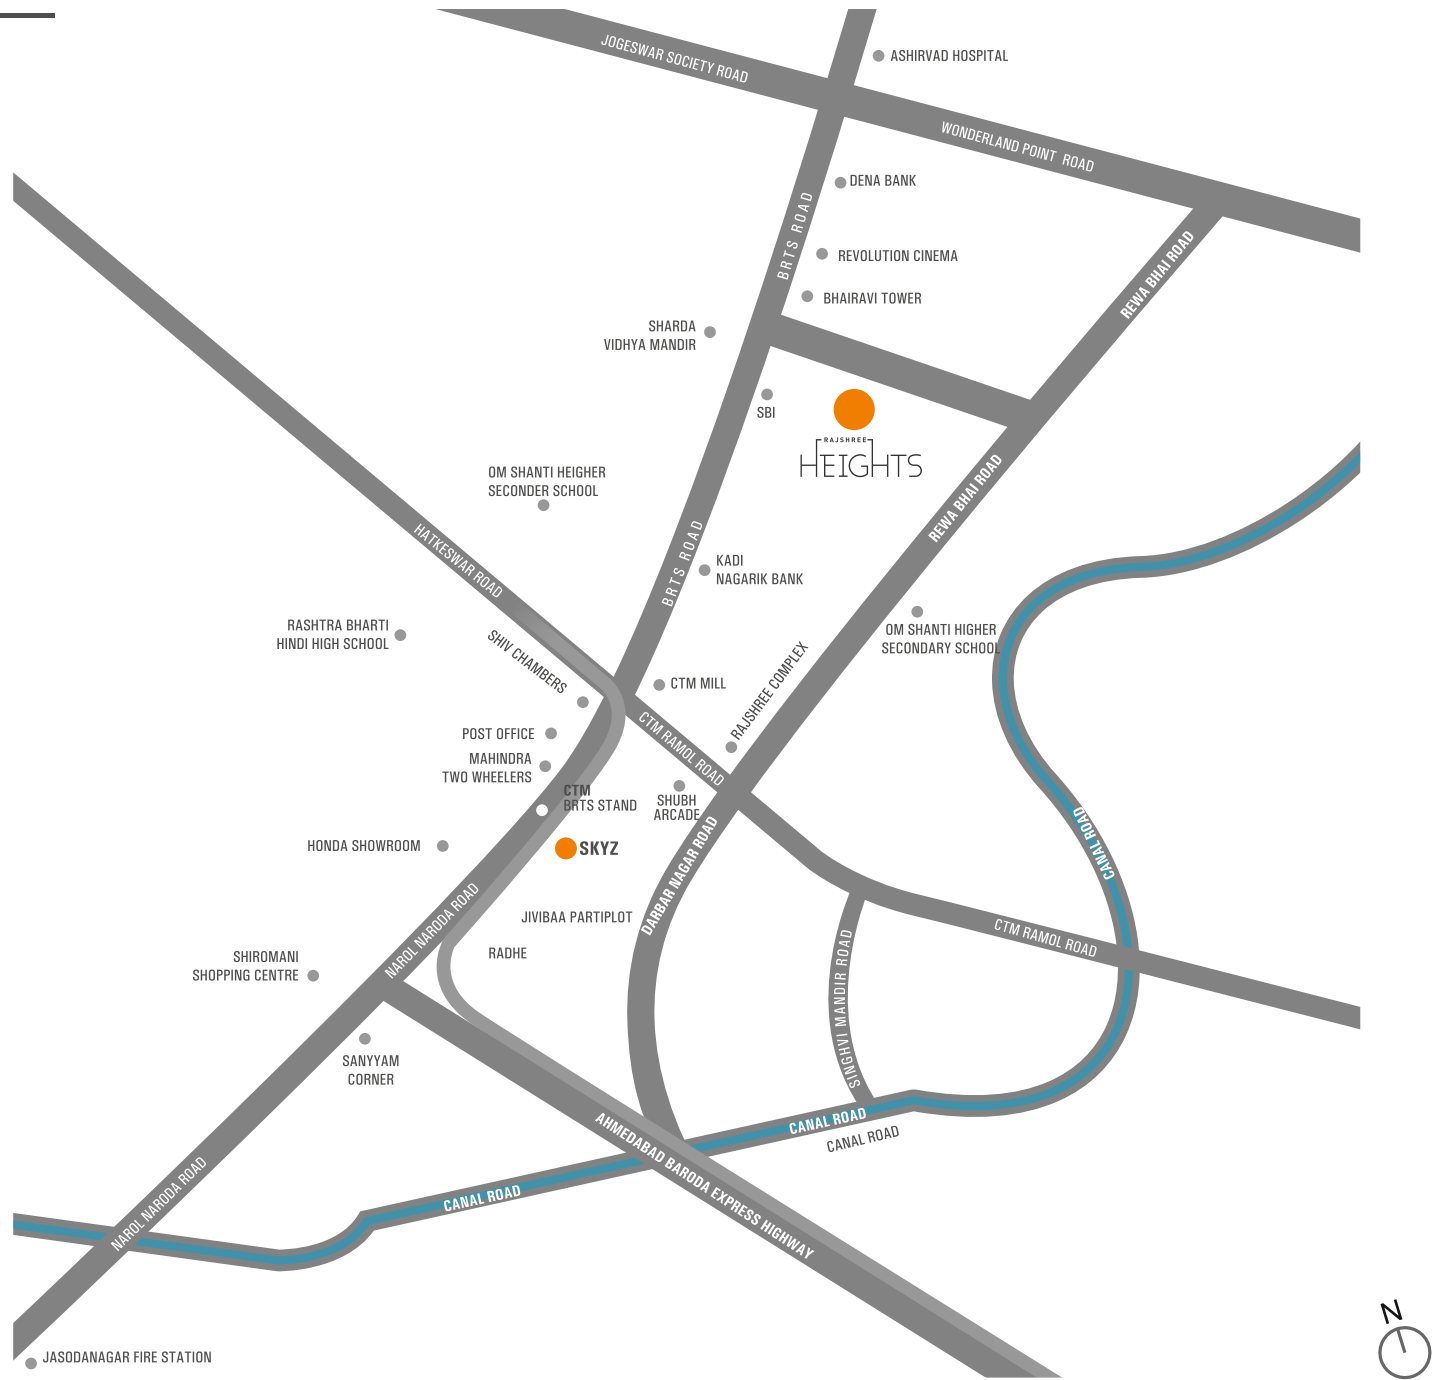 JOGESWAR SOCIETY ROAD
ASHIRVAD HOSPITAL
WONDERLAND POINT ROAD
DENA BANK
BRTS ROAD
REVOLUTION CINEMA
REWA BHAI ROAD
BHAIRAVI TOWER
SHARDA
VIDHYA MANDIR
SBI
RAJSHREE
HEIGHTS
OM SHANTI HEIGHER
SECONDER SCHOOL
REWA BHAI ROAD
HATKESWAR ROAD
BRTS ROAD
KADI
NAGARIK BANK
RASHTRA BHARTI
HINDI HIGH SCHOOL
SHIV CHAMBERS
OM SHANTI HIGHER
SECONDARY SCHOOL
CTM MILL
RAJSHREE COMPLEX
POST OFFICE
CTM RAMOL ROAD
MAHINDRA
TWO WHEELERS
CTM
BRTS STAND
SHUBH
ARCADE
HONDA SHOWROOM
SKYZ
CANAL ROAD
DARBAR NAGAR ROAD
NAROL NARODA ROAD
JIVIBAA PARTIPLOT
RADHE
CTM RAMOL ROAD
SHIROMANI
SHOPPING CENTRE
SINGHVI MANDIR ROAD
SANYYAM
CORNER
CANAL ROAD
CANAL ROAD
AHMEDABAD BARODA EXPRESS HIGHWAY
CANAL ROAD
NAROL NARODA ROAD
N
JASODANAGAR FIRE STATION